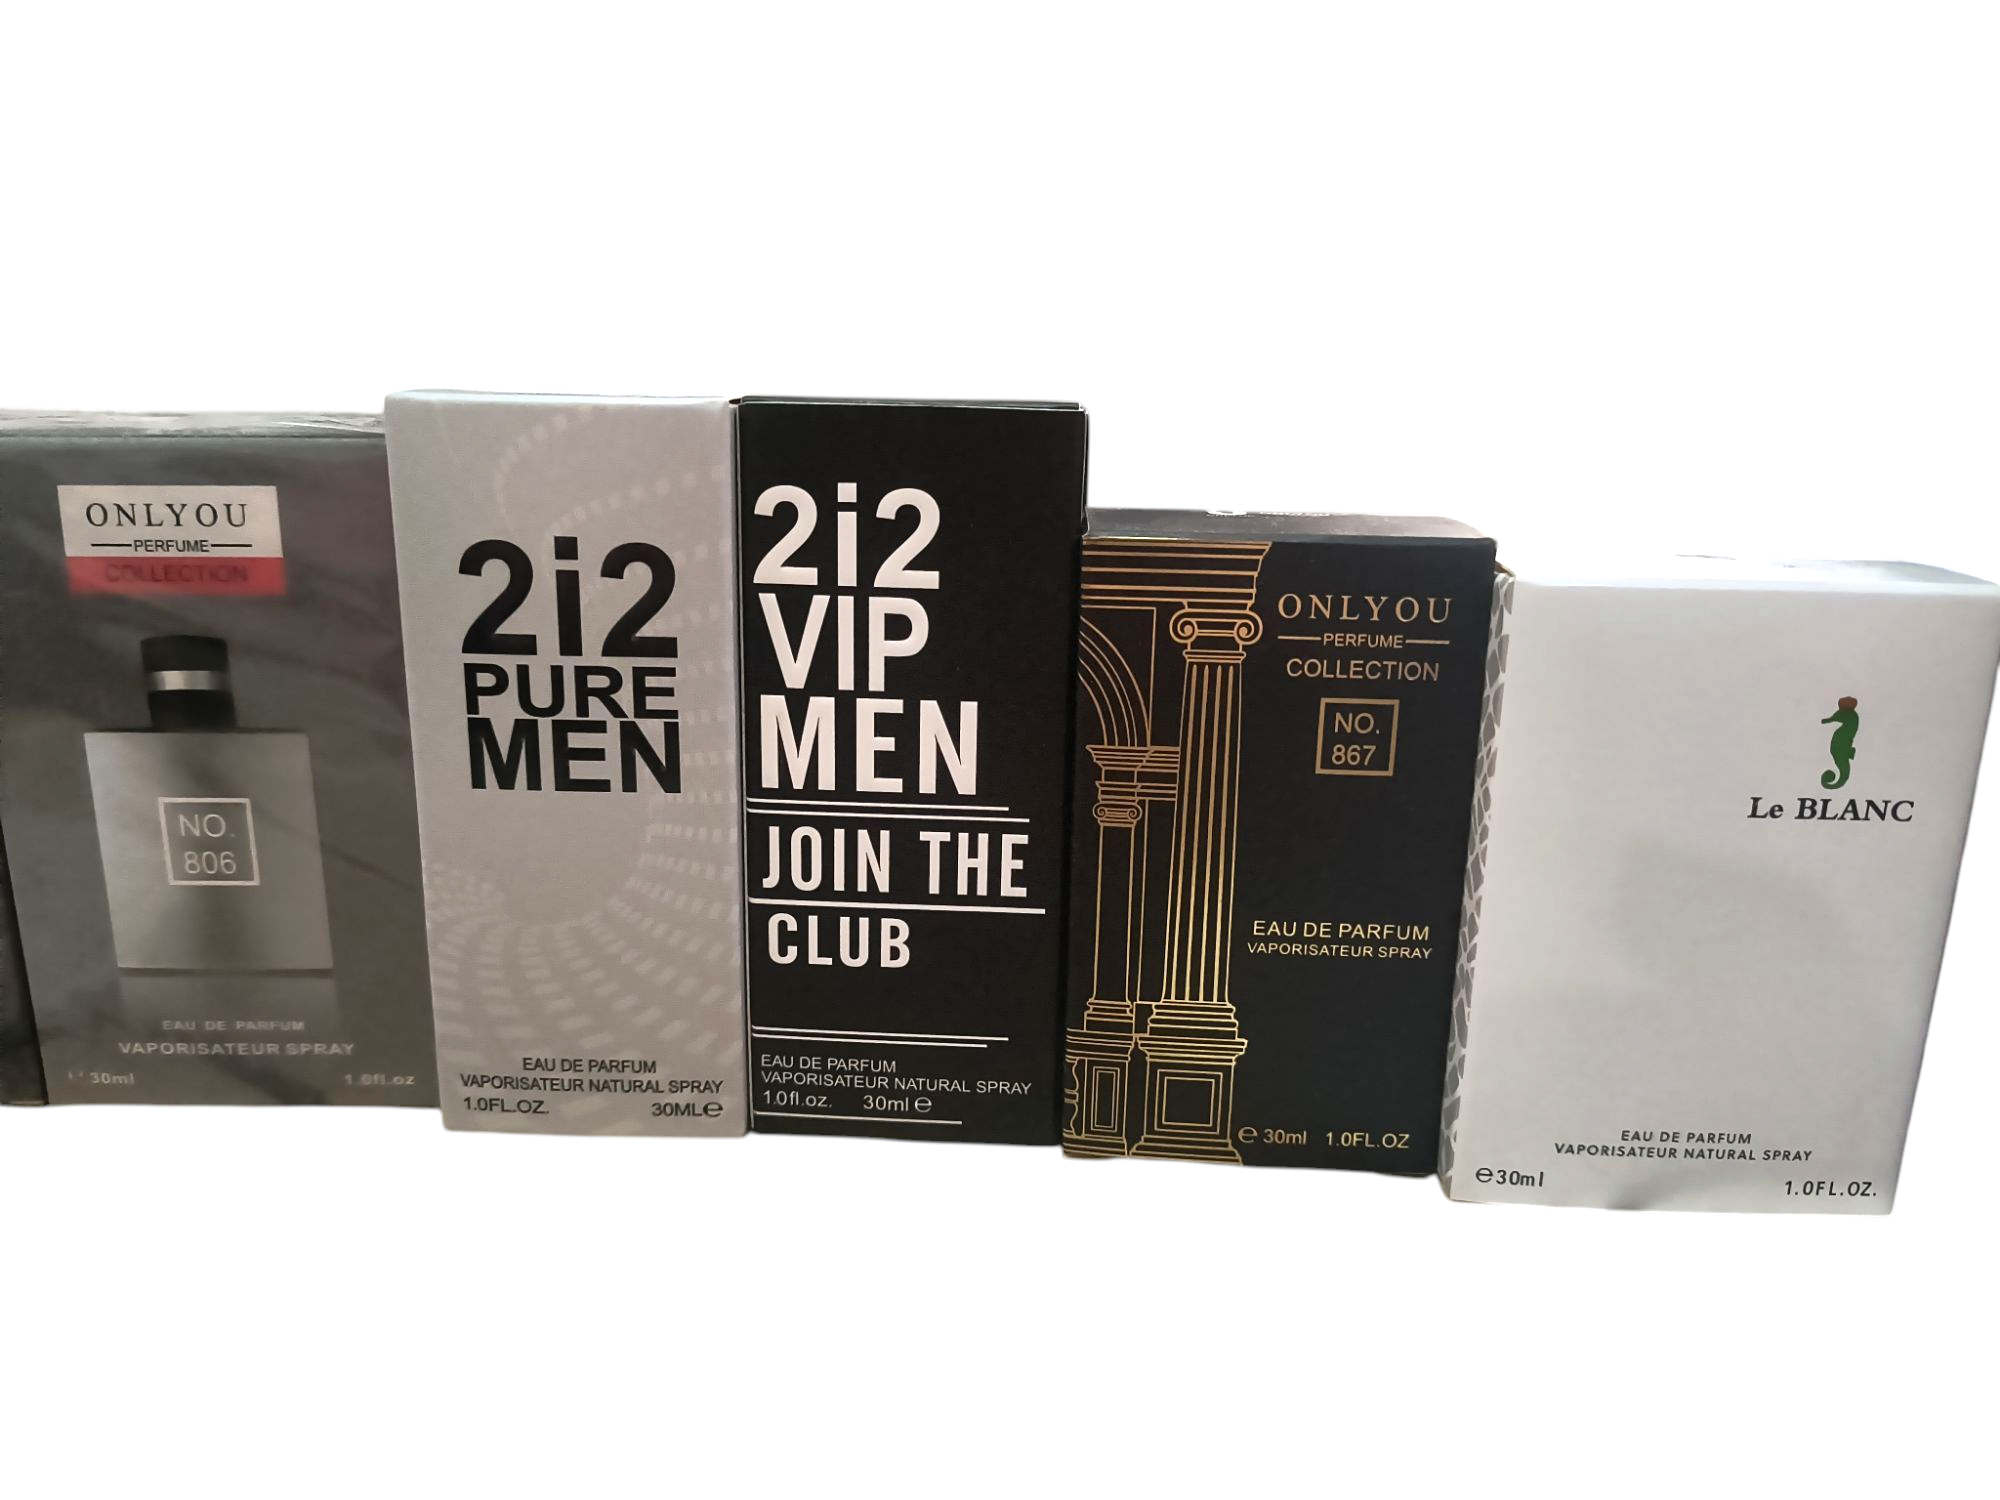 ONLYOU
PERFUME
COLLECTION
NO.
806
EAU DE PARFUM
VAPORISATEUR SPRAY
30ml 1.0fl.oz
2i2
PURE
MEN
EAU DE PARFUM
VAPORISATEUR NATURAL SPRAY
1.0FL.OZ. 30ML℮
2i2
VIP
MEN
JOIN THE
CLUB
EAU DE PARFUM
VAPORISATEUR NATURAL SPRAY
1.0fl.oz. 30ml ℮
ONLYOU
PERFUME
COLLECTION
NO.
867
EAU DE PARFUM
VAPORISATEUR SPRAY
℮ 30ml 1.0FL.OZ
Le BLANC
EAU DE PARFUM
VAPORISATEUR NATURAL SPRAY
℮30ml 1.0FL.OZ.